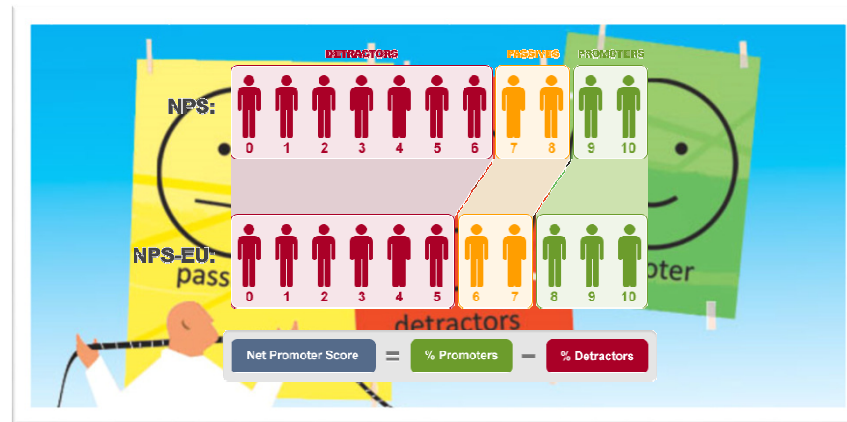 DETRACTORS PASSIVES PROMOTERS
NPS:
0 1 2 3 4 5 6 7 8 9 10
NPS-EU:
pass oter
0 1 2 3 4 5 6 7 8 9 10
detractors
Net Promoter Score = % Promoters − % Detractors